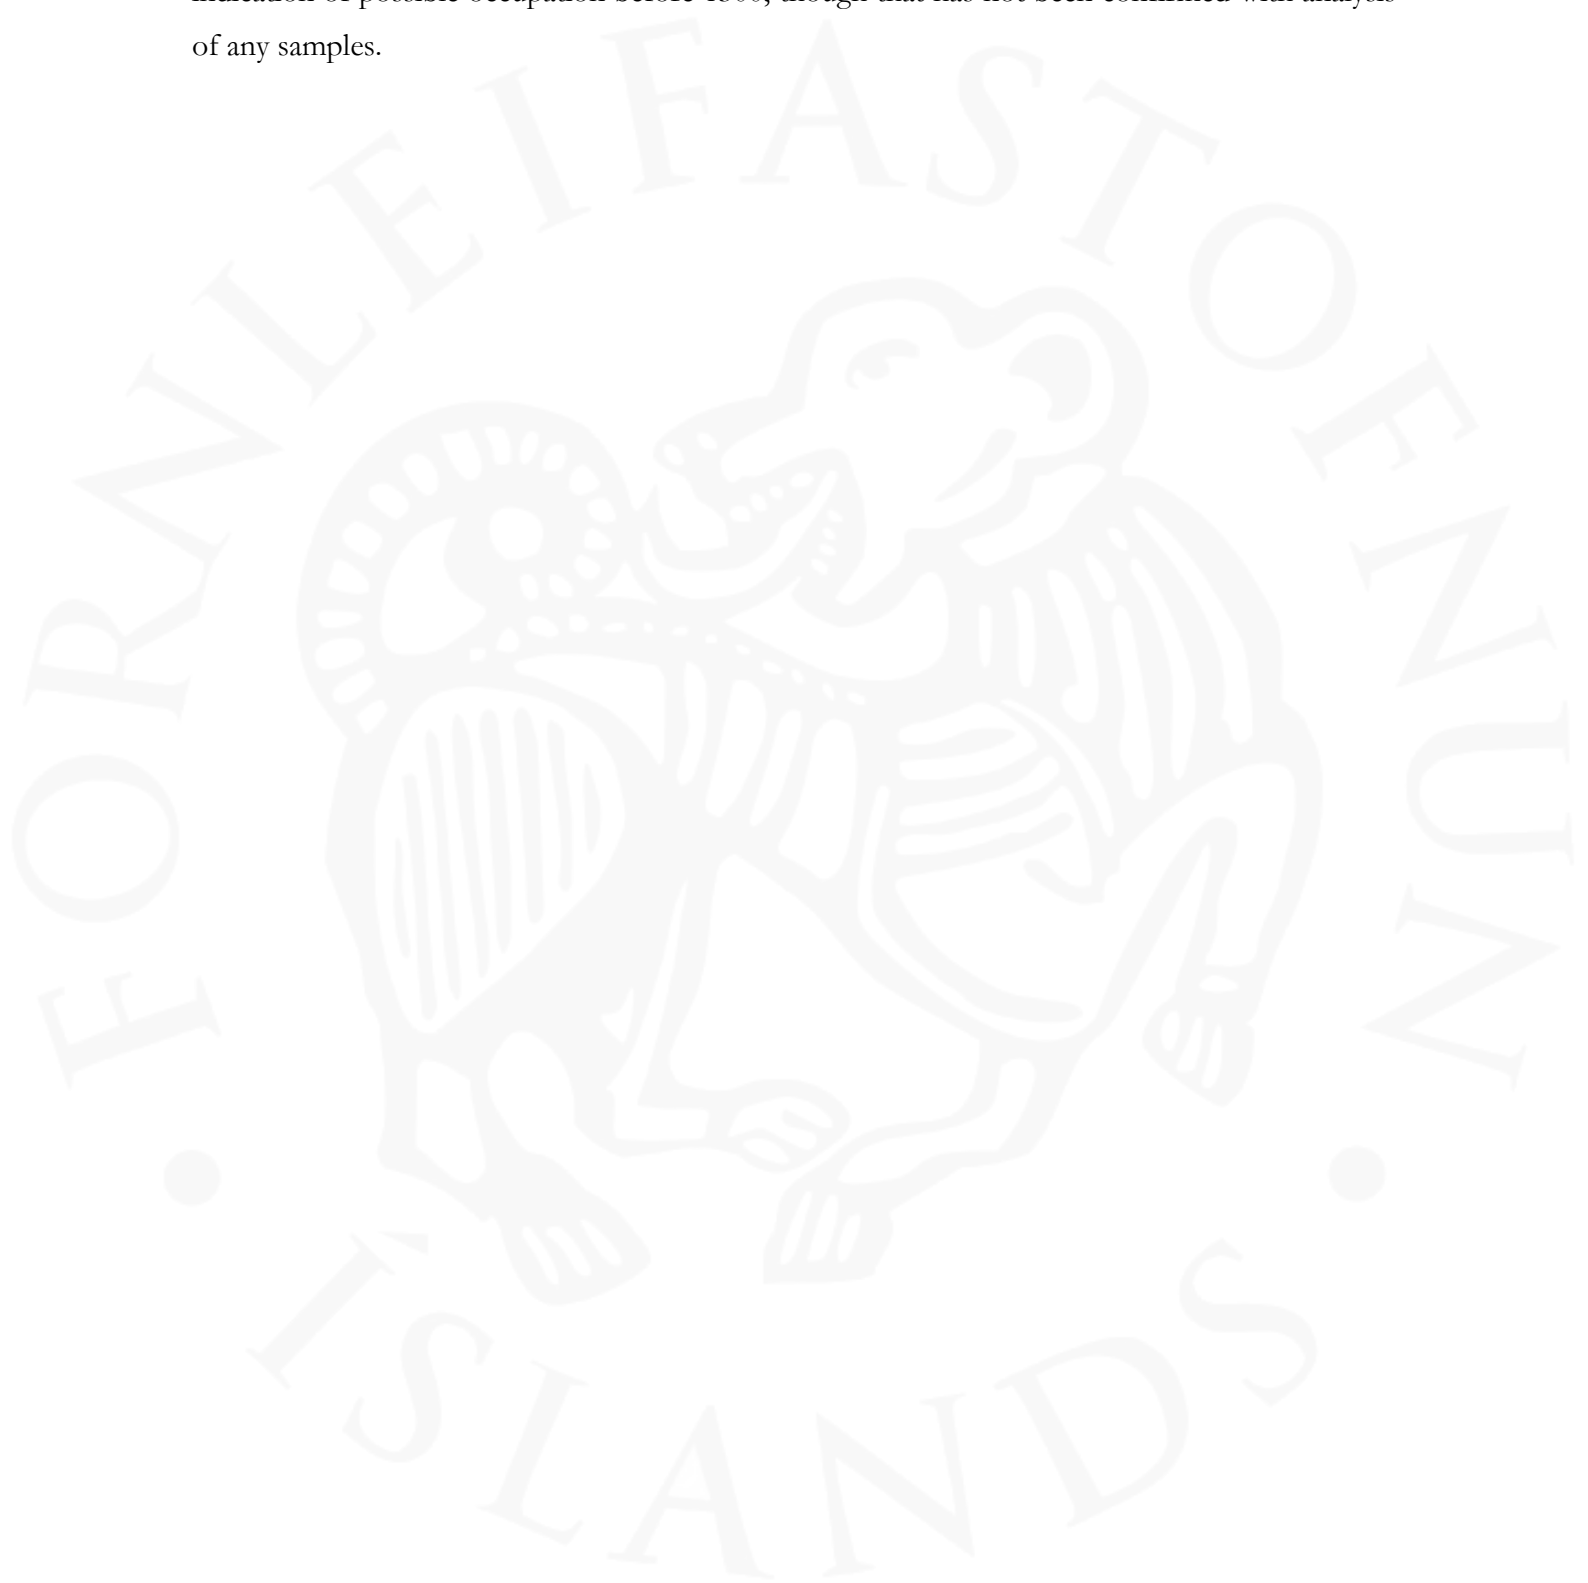 indication of possible occupation before though that has not been confirmed with analysis
of any samples.
FORNLEIFASTOFNUN
ÍSLANDS